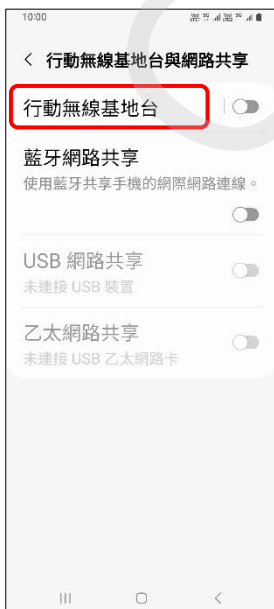 10:00
行動無線基地台與網路共享
行動無線基地台
藍牙網路共享
使用藍牙共享手機的網際網路連線。
USB 網路共享
未連接 USB 裝置
乙太網路共享
未連接 USB 乙太網路卡